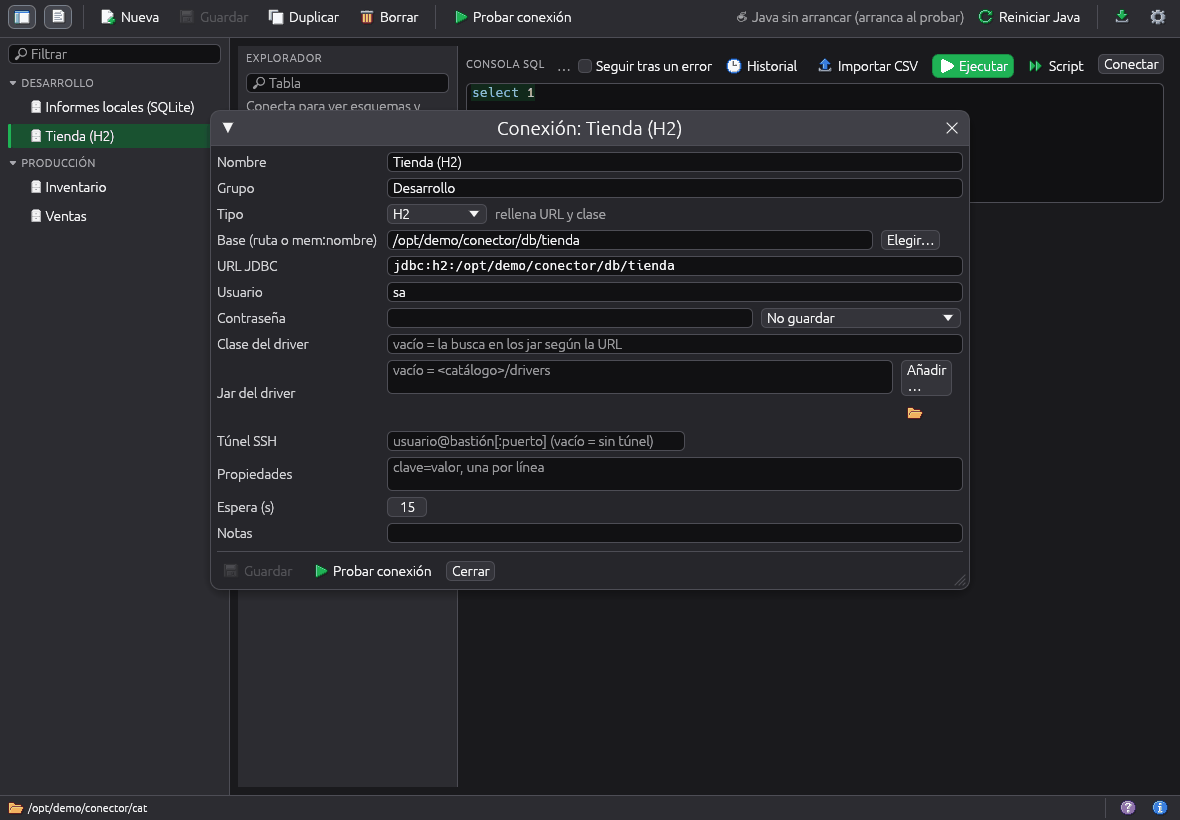 Nueva Guardar Duplicar Borrar Probar conexión Java sin arrancar (arranca al probar) Reiniciar Java
Filtrar
DESARROLLO
Informes locales (SQLite)
Tienda (H2)
PRODUCCIÓN
Inventario
Ventas
EXPLORADOR
Tabla
Conecta para ver esquemas y
CONSOLA SQL ... Seguir tras un error Historial Importar CSV Ejecutar Script Conectar
select 1
Conexión: Tienda (H2)
Nombre Tienda (H2)
Grupo Desarrollo
Tipo H2 rellena URL y clase
Base (ruta o mem:nombre) /opt/demo/conector/db/tienda Elegir...
URL JDBC jdbc:h2:/opt/demo/conector/db/tienda
Usuario sa
Contraseña No guardar
Clase del driver vacío = la busca en los jar según la URL
Jar del driver vacío = <catálogo>/drivers Añadir
...
Túnel SSH usuario@bastión[:puerto] (vacío = sin túnel)
Propiedades clave=valor, una por línea
Espera (s) 15
Notas
Guardar Probar conexión Cerrar
/opt/demo/conector/cat